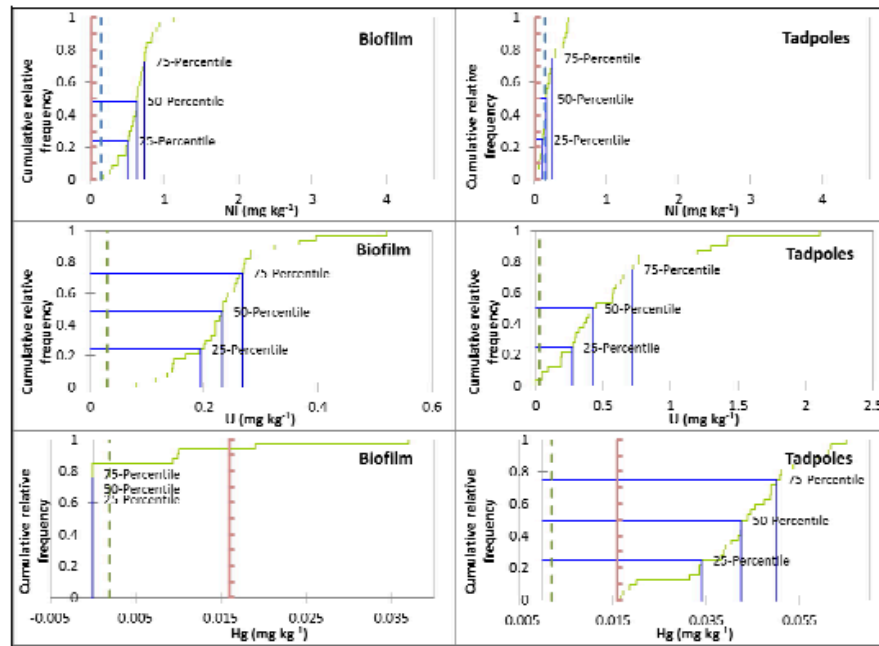 Biofilm
Cumulative relative
frequency
1
0.8
0.6
0.4
0.2
0
75-Percentile
50-Percentile
25-Percentile
0 1 2 3 4
Ni (mg kg-1)
Tadpoles
Cumulative relative
frequency
1
0.8
0.6
0.4
0.2
0
75-Percentile
50-Percentile
25-Percentile
0 1 2 3 4
Ni (mg kg-1)
Biofilm
Cumulative relative
frequency
1
0.8
0.6
0.4
0.2
0
75-Percentile
50-Percentile
25-Percentile
0 0.2 0.4 0.6
U (mg kg-1)
Tadpoles
Cumulative relative
frequency
1
0.8
0.6
0.4
0.2
0
75-Percentile
50-Percentile
25-Percentile
0 0.5 1 1.5 2 2.5
U (mg kg-1)
Biofilm
Cumulative relative
frequency
1
0.8
0.6
0.4
0.2
0
75-Percentile
50-Percentile
25-Percentile
-0.005 0.005 0.015 0.025 0.035
Hg (mg kg-1)
Tadpoles
Cumulative relative
frequency
1
0.8
0.6
0.4
0.2
0
75 Percentile
50 Percentile
25-Percentile
0.005 0.015 0.035 0.055
Hg (mg kg-1)